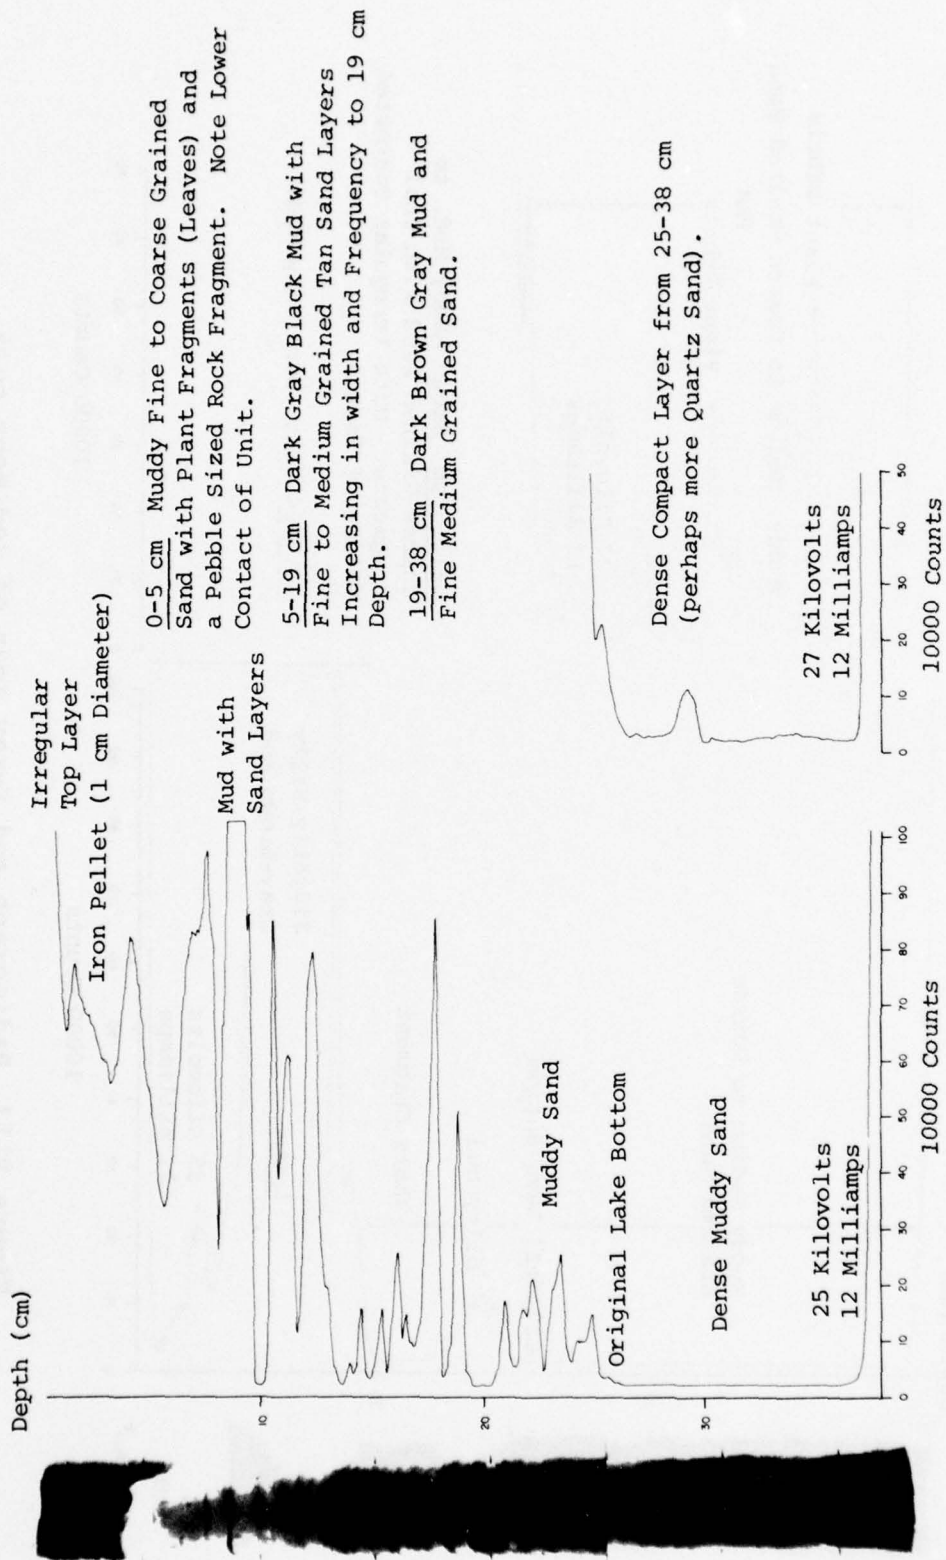 Depth (cm)
10
20
30
Irregular
Top Layer
Iron Pellet (1 cm Diameter)
Mud with
Sand Layers
Muddy Sand
Original Lake Bottom
Dense Muddy Sand
25 Kilovolts
12 Milliamps
0 10 20 30 40 50 60 70 80 90 100
10000 Counts
0-5 cm Muddy Fine to Coarse Grained
Sand with Plant Fragments (Leaves) and
a Pebble Sized Rock Fragment. Note Lower
Contact of Unit.
5-19 cm Dark Gray Black Mud with
Fine to Medium Grained Tan Sand Layers
Increasing in width and Frequency to 19 cm
Depth.
19-38 cm Dark Brown Gray Mud and
Fine Medium Grained Sand.
Dense Compact Layer from 25-38 cm
(perhaps more Quartz Sand).
27 Kilovolts
12 Milliamps
0 10 20 30 40 50
10000 Counts